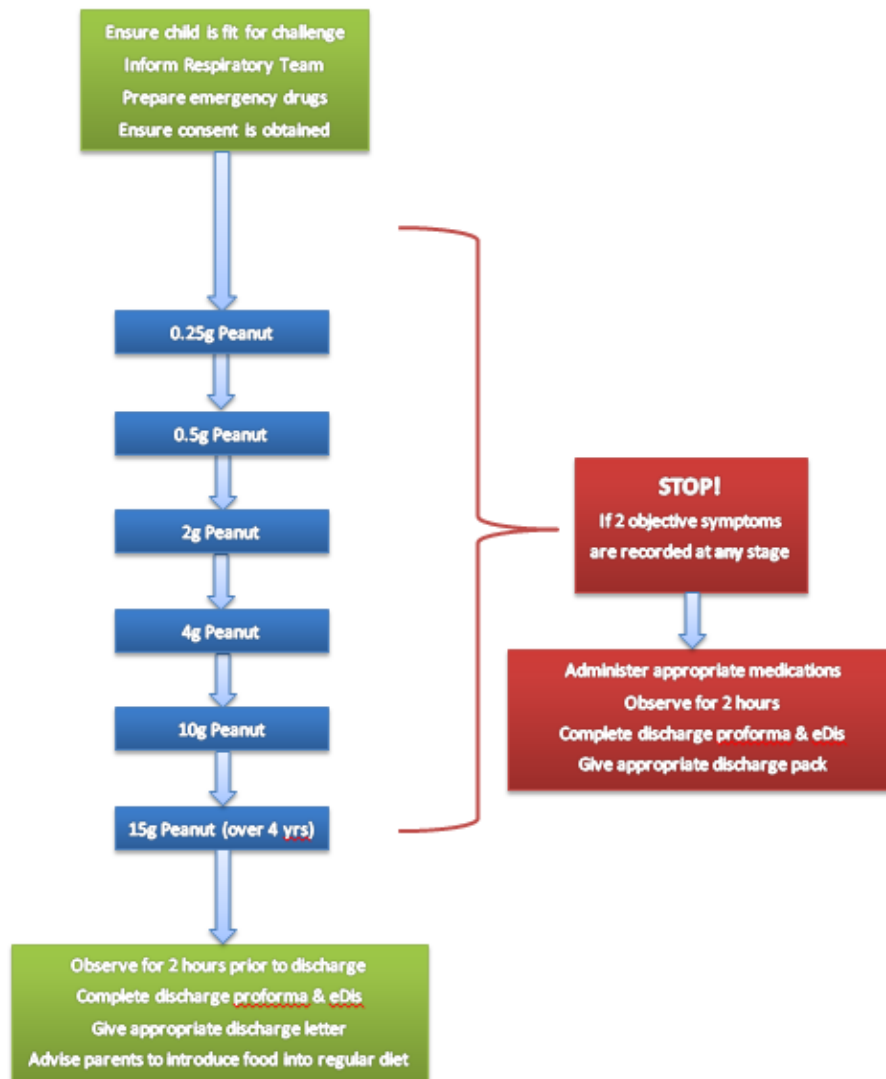 Ensure child is fit for challenge
Inform Respiratory Team
Prepare emergency drugs
Ensure consent is obtained
0.25g Peanut
0.5g Peanut
2g Peanut
4g Peanut
10g Peanut
15g Peanut (over 4 yrs)
Observe for 2 hours prior to discharge
Complete discharge proforma & eDis
Give appropriate discharge letter
Advise parents to introduce food into regular diet
STOP!
If 2 objective symptoms
are recorded at any stage
Administer appropriate medications
Observe for 2 hours
Complete discharge proforma & eDis
Give appropriate discharge pack